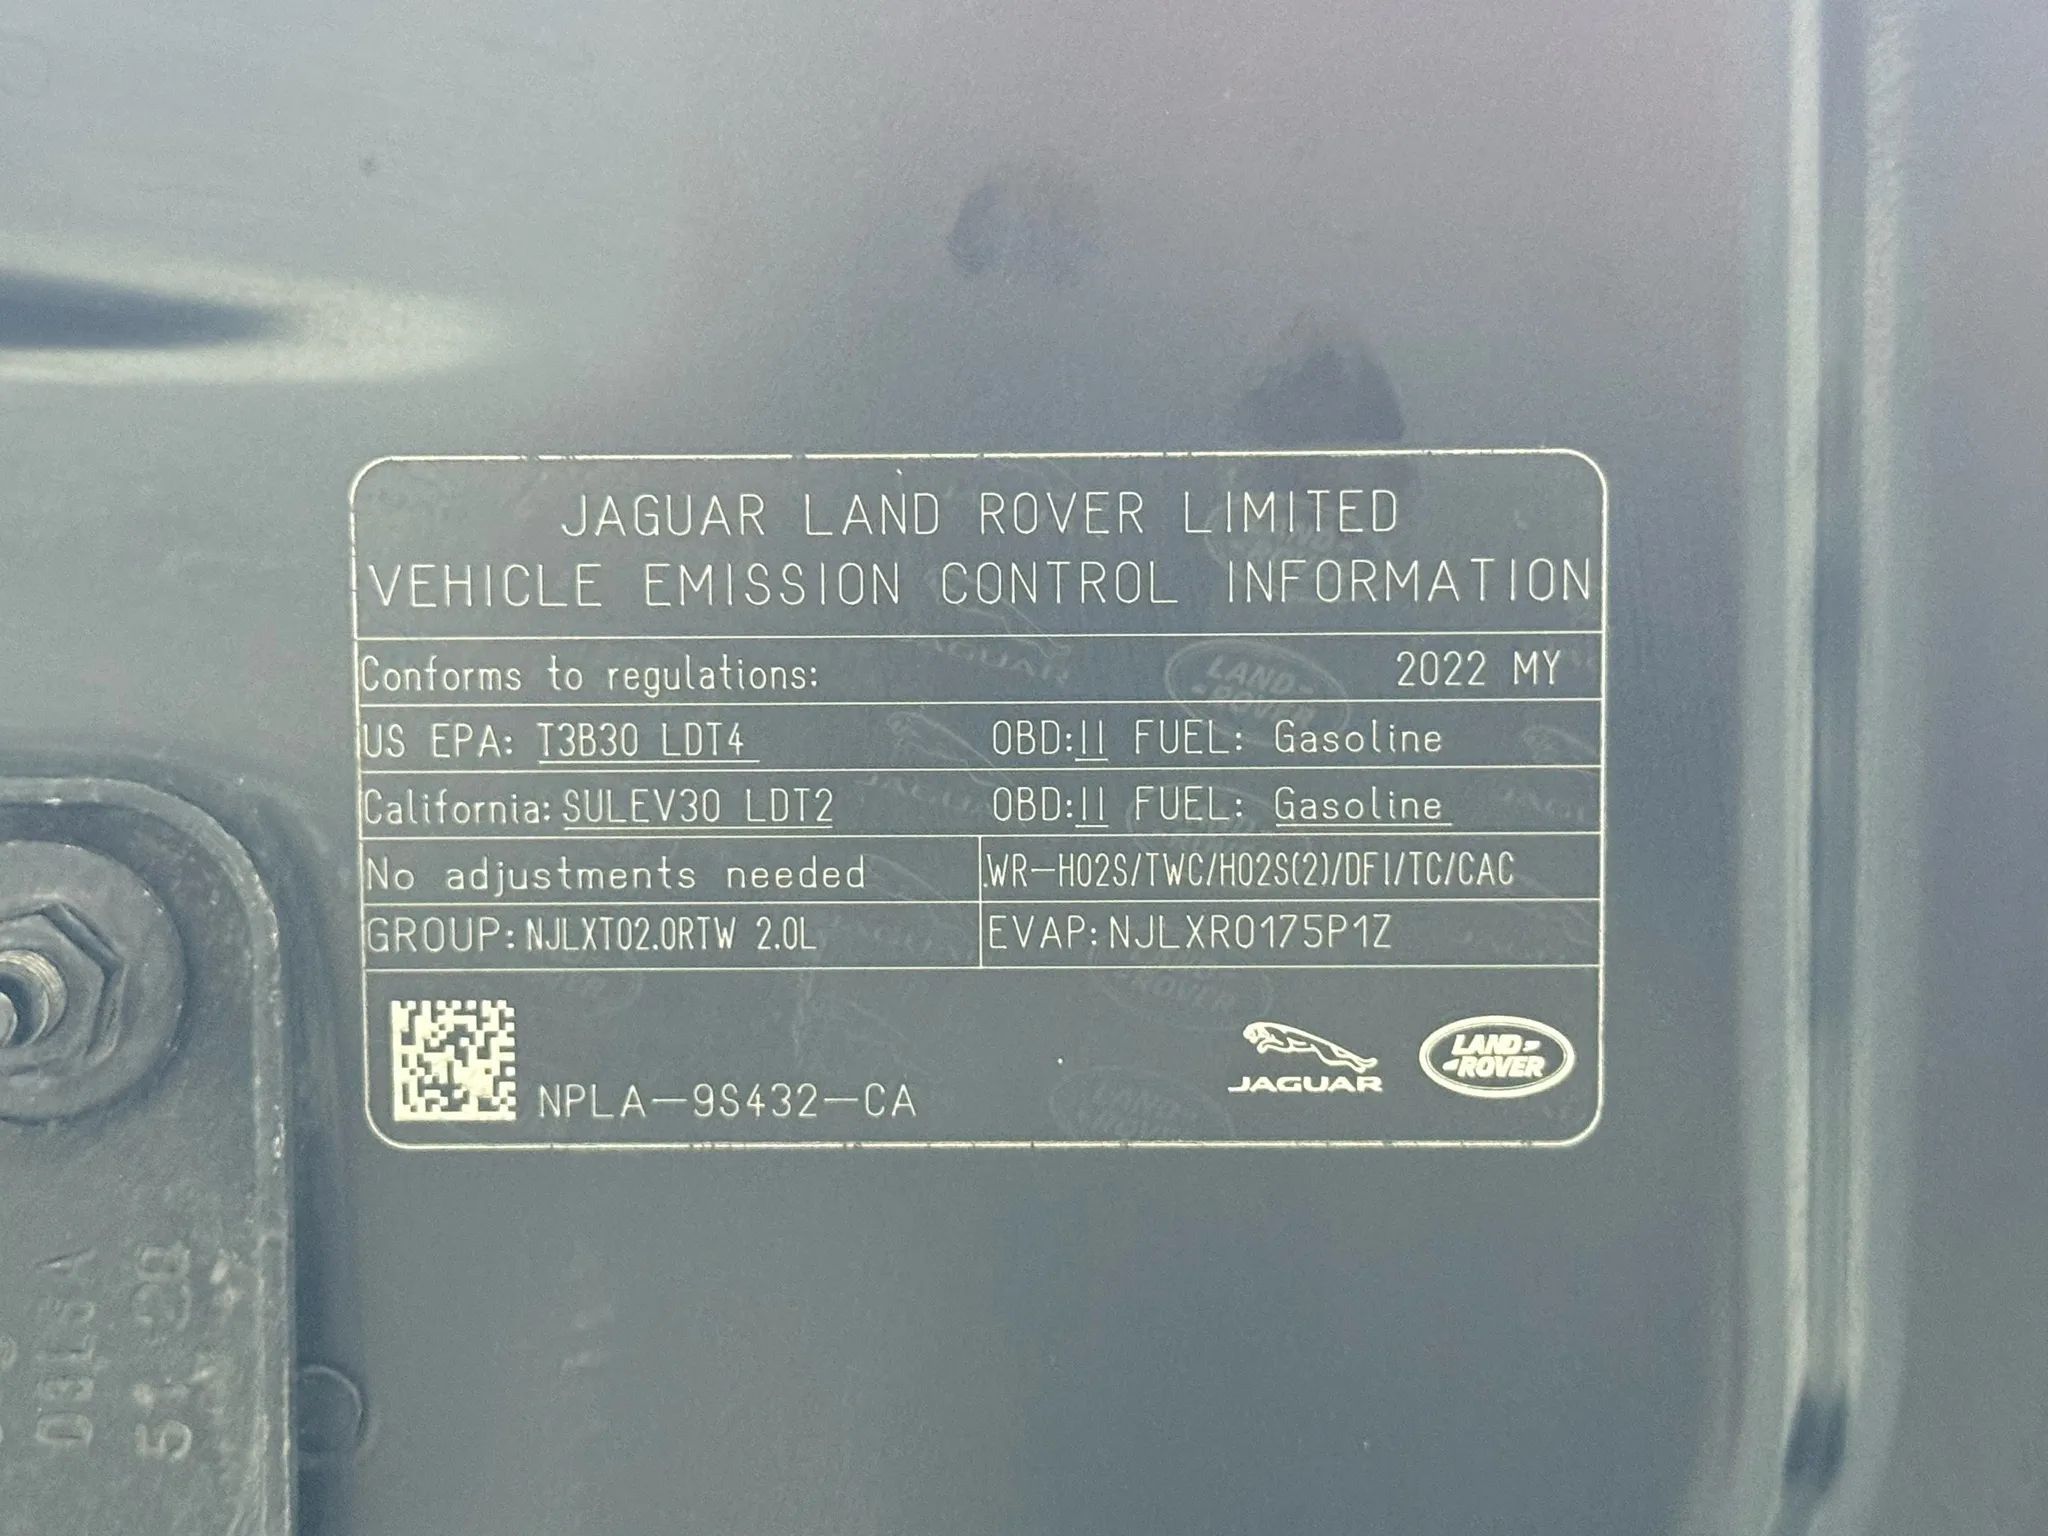 JAGUAR LAND ROVER LIMITED
VEHICLE EMISSION CONTROL INFORMATION
Conforms to regulations: 2022 MY
US EPA: T3B30 LDT4 OBD:II FUEL: Gasoline
California: SULEV30 LDT2 OBD:II FUEL: Gasoline
No adjustments needed WR-HO2S/TWC/HO2S(2)/DFI/TC/CAC
GROUP: NJLXT02.0RTW 2.0L EVAP: NJLXR0175P1Z
NPLA-9S432-CA
JAGUAR
LAND-
-ROVER